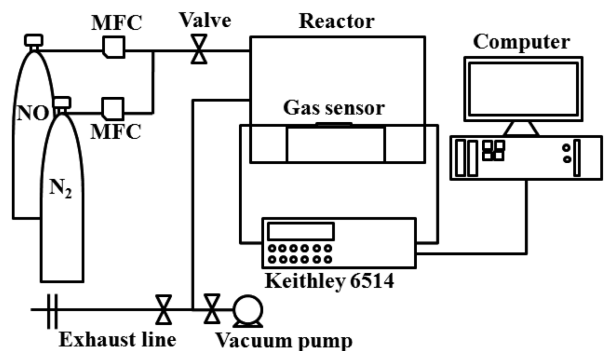 MFC
Valve
Reactor
Computer
NO
MFC
Gas sensor
N₂
Keithley 6514
Exhaust line
Vacuum pump